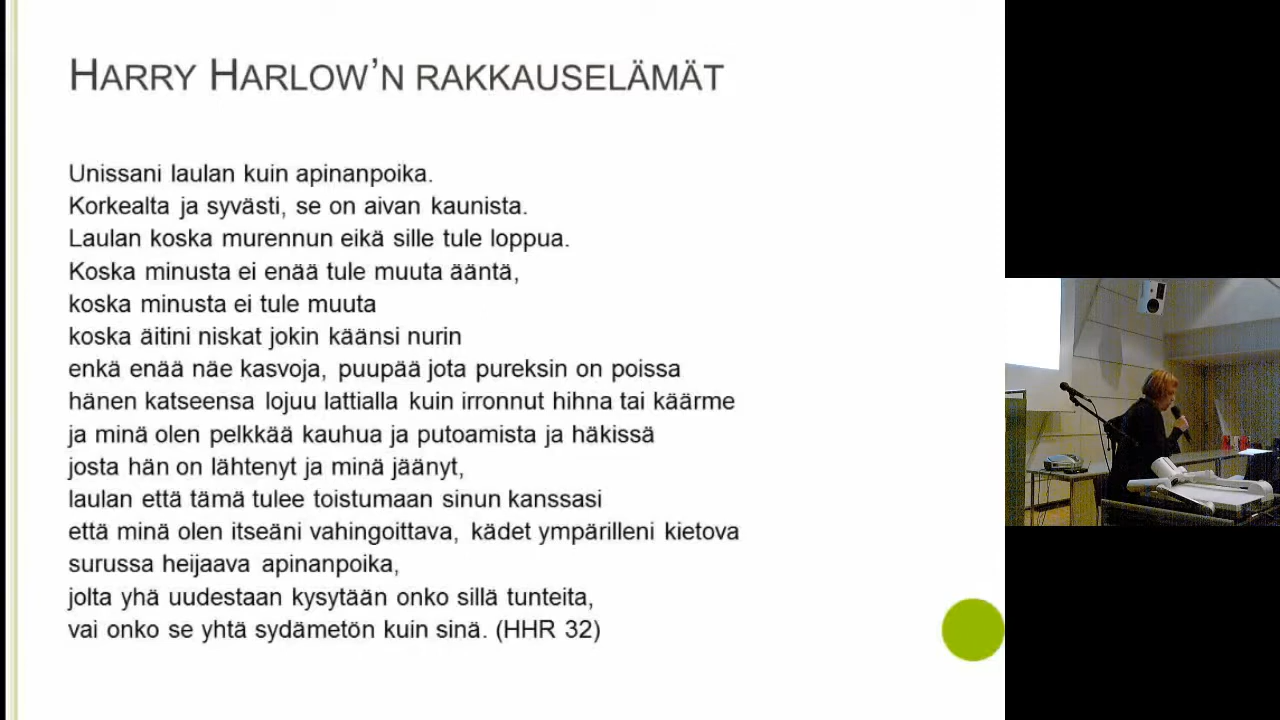 HARRY HARLOW’N RAKKAUSELÄMÄT
Unissani laulan kuin apinanpoika.
Korkealta ja syvästi, se on aivan kaunista.
Laulan koska murennun eikä sille tule loppua.
Koska minusta ei enää tule muuta ääntä,
koska minusta ei tule muuta
koska äitini niskat jokin käänsi nurin
enkä enää näe kasvoja, puupää jota pureksin on poissa
hänen katseensa lojuu lattialla kuin irronnut hihna tai käärme
ja minä olen pelkkää kauhua ja putoamista ja häkissä
josta hän on lähtenyt ja minä jäänyt,
laulan että tämä tulee toistumaan sinun kanssasi
että minä olen itseäni vahingoittava, kädet ympärilleni kietova
surussa heijaava apinanpoika,
jolta yhä uudestaan kysytään onko sillä tunteita,
vai onko se yhtä sydämetön kuin sinä. (HHR 32)